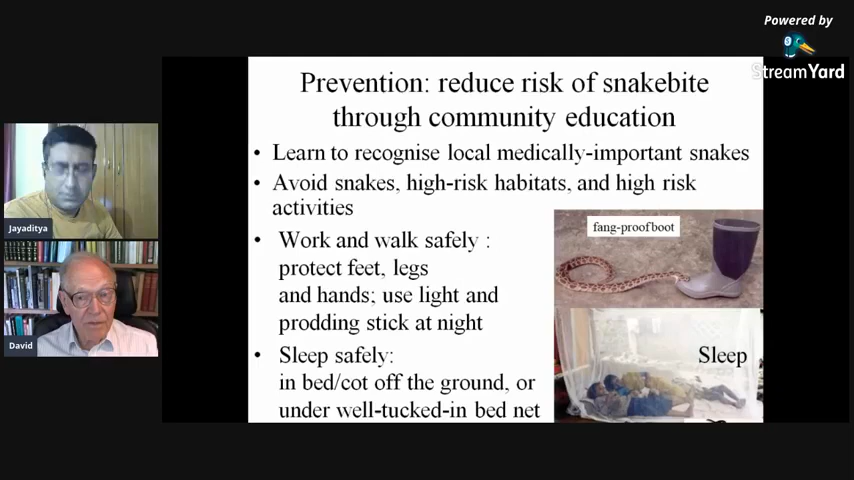 Powered by
StreamYard
Prevention: reduce risk of snakebite
through community education
• Learn to recognise local medically-important snakes
• Avoid snakes, high-risk habitats, and high risk
activities
• Work and walk safely :
protect feet, legs
and hands; use light and
prodding stick at night
• Sleep safely:
in bed/cot off the ground, or
under well-tucked-in bed net
fang-proof boot
Sleep
Jayaditya
David